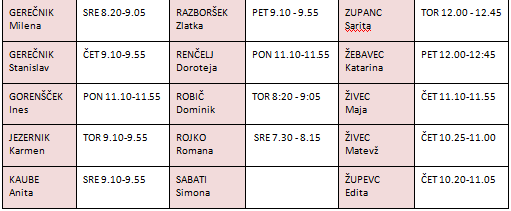 GEREČNIK SRE 8.20-9.05 RAZBORŠEK PET 9.10 - 9.55 ZUPANC TOR 12.00 - 12.45
Milena Zlatka Sarita
GEREČNIK ČET 9.10-9.55 RENČELJ PON 11.10-11.55 ŽEBAVEC PET 12.00-12:45
Stanislav Doroteja Katarina
GORENŠČEK PON 11.10-11.55 ROBIČ TOR 8:20 - 9:05 ŽIVEC ČET 11.10-11.55
Ines Dominik Maja
JEZERNIK TOR 9.10-9.55 ROJKO SRE 7.30 - 8.15 ŽIVEC ČET 10.25-11.00
Karmen Romana Matevž
KAUBE SRE 9.10-9.55 SABATI ŽUPEVC ČET 10.20-11.05
Anita Simona Edita